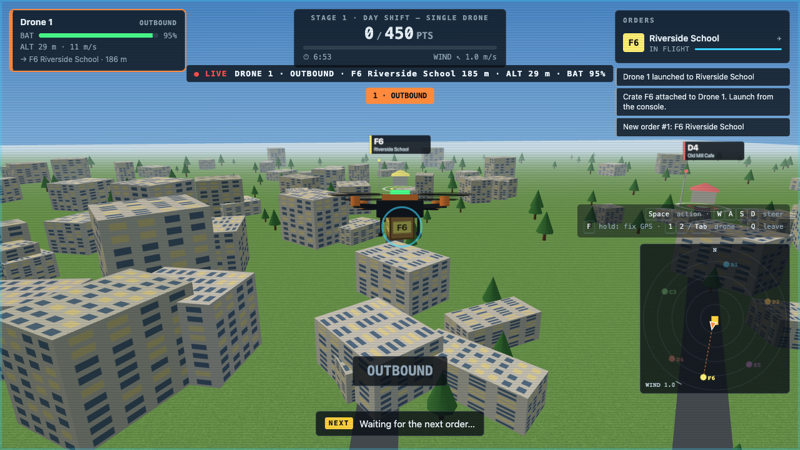 Drone 1 OUTBOUND
BAT 95%
ALT 29 m · 11 m/s
→ F6 Riverside School · 186 m
STAGE 1 · DAY SHIFT — SINGLE DRONE
0/450 PTS
6:53 WIND ↖ 1.0 m/s
● LIVE DRONE 1 · OUTBOUND · F6 Riverside School 185 m · ALT 29 m · BAT 95%
1 · OUTBOUND
ORDERS
F6 Riverside School
IN FLIGHT
Drone 1 launched to Riverside School
Crate F6 attached to Drone 1. Launch from
the console.
New order #1: F6 Riverside School
F6
Riverside School
D4
Old Mill Cafe
F6
Space action · W A S D steer
F hold: fix GPS · 1 2 / Tab drone · Q leave
N
F6
WIND 1.0
OUTBOUND
NEXT Waiting for the next order...